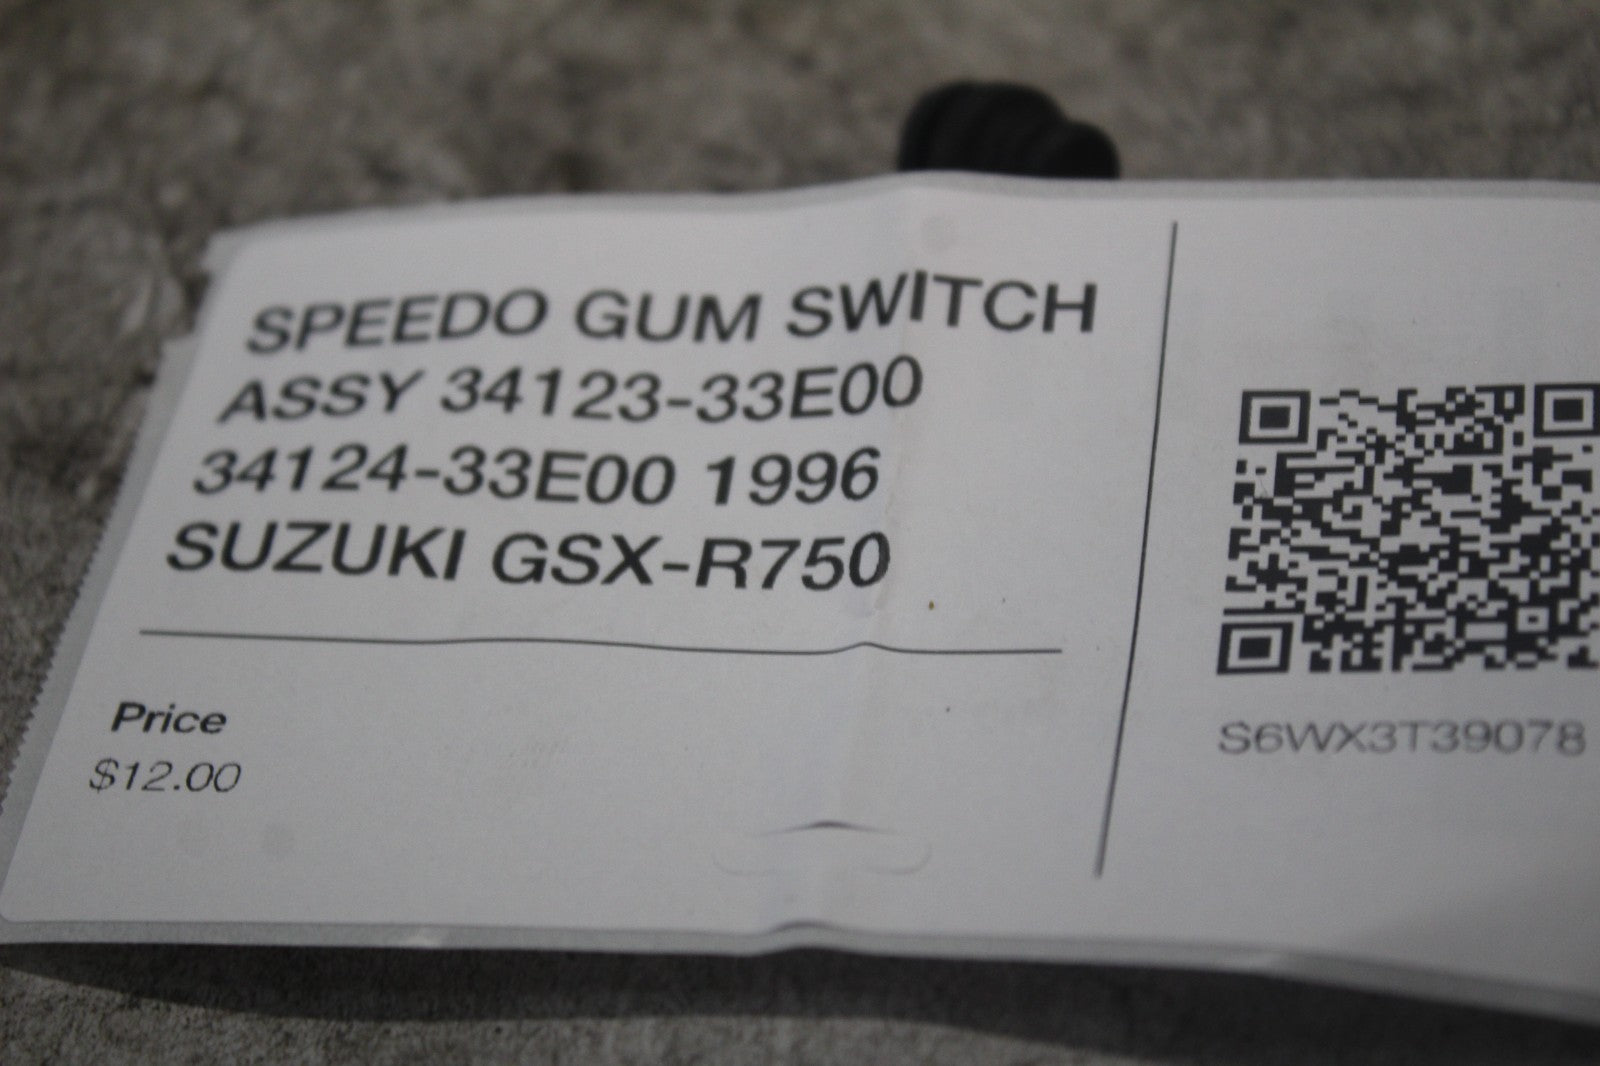 SPEEDO GUM SWITCH
ASSY 34123-33E00
34124-33E00 1996
SUZUKI GSX-R750
Price
$12.00
S6WX3T39078